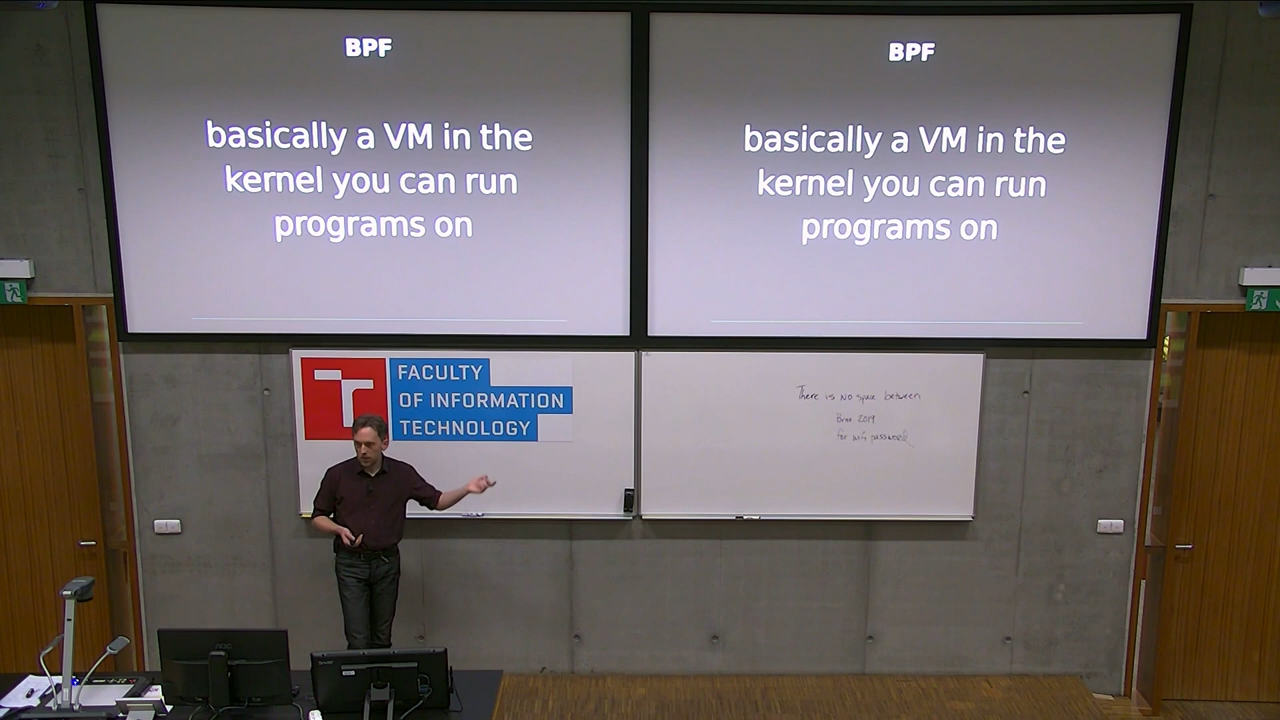 BPF
basically a VM in the
kernel you can run
programs on
BPF
basically a VM in the
kernel you can run
programs on
FACULTY
OF INFORMATION
TECHNOLOGY
There is NO space between
Brno 2019
for wifi password